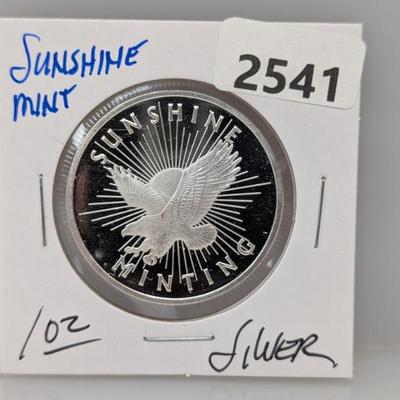 SUNSHINE
MINT
2541
SUNSHINE
MINTING
1oz
SILVER